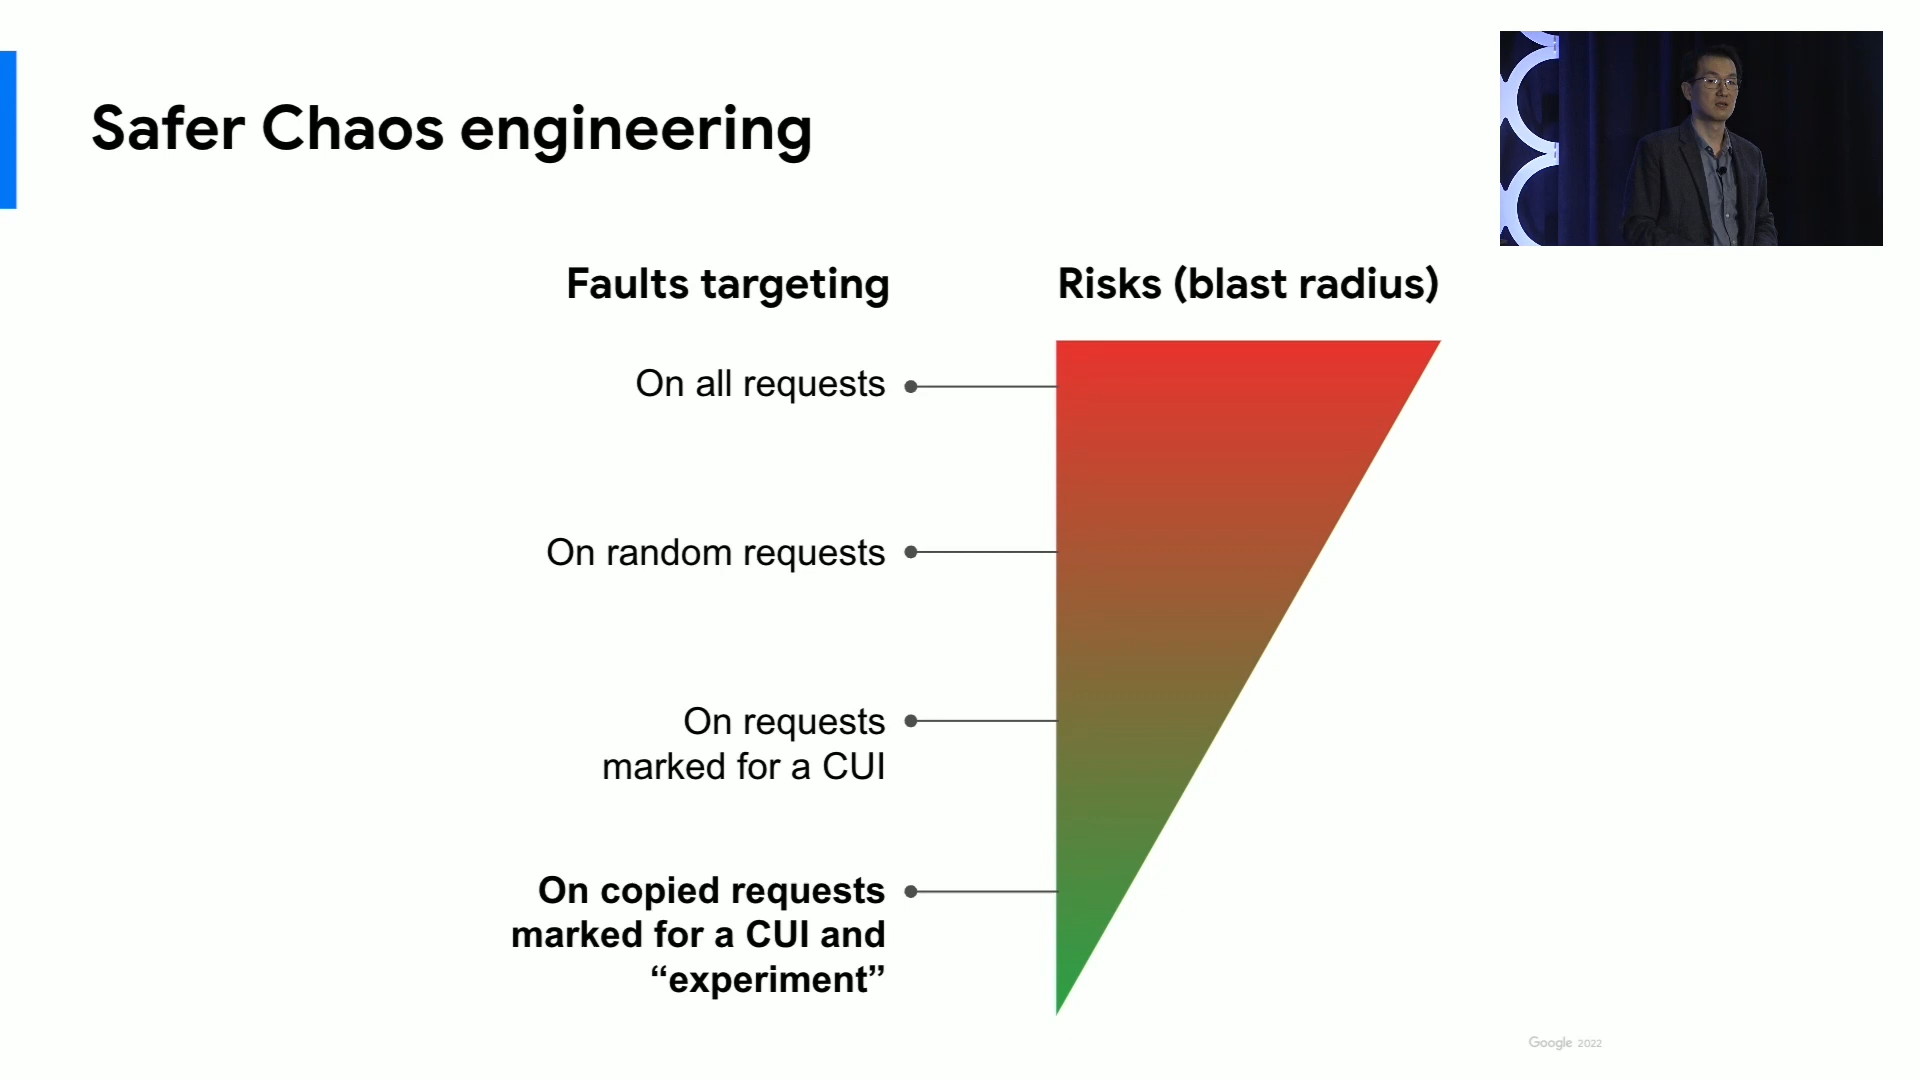 Safer Chaos engineering
Faults targeting
Risks (blast radius)
On all requests
On random requests
On requests
marked for a CUI
On copied requests
marked for a CUI and
“experiment”
Google 2022